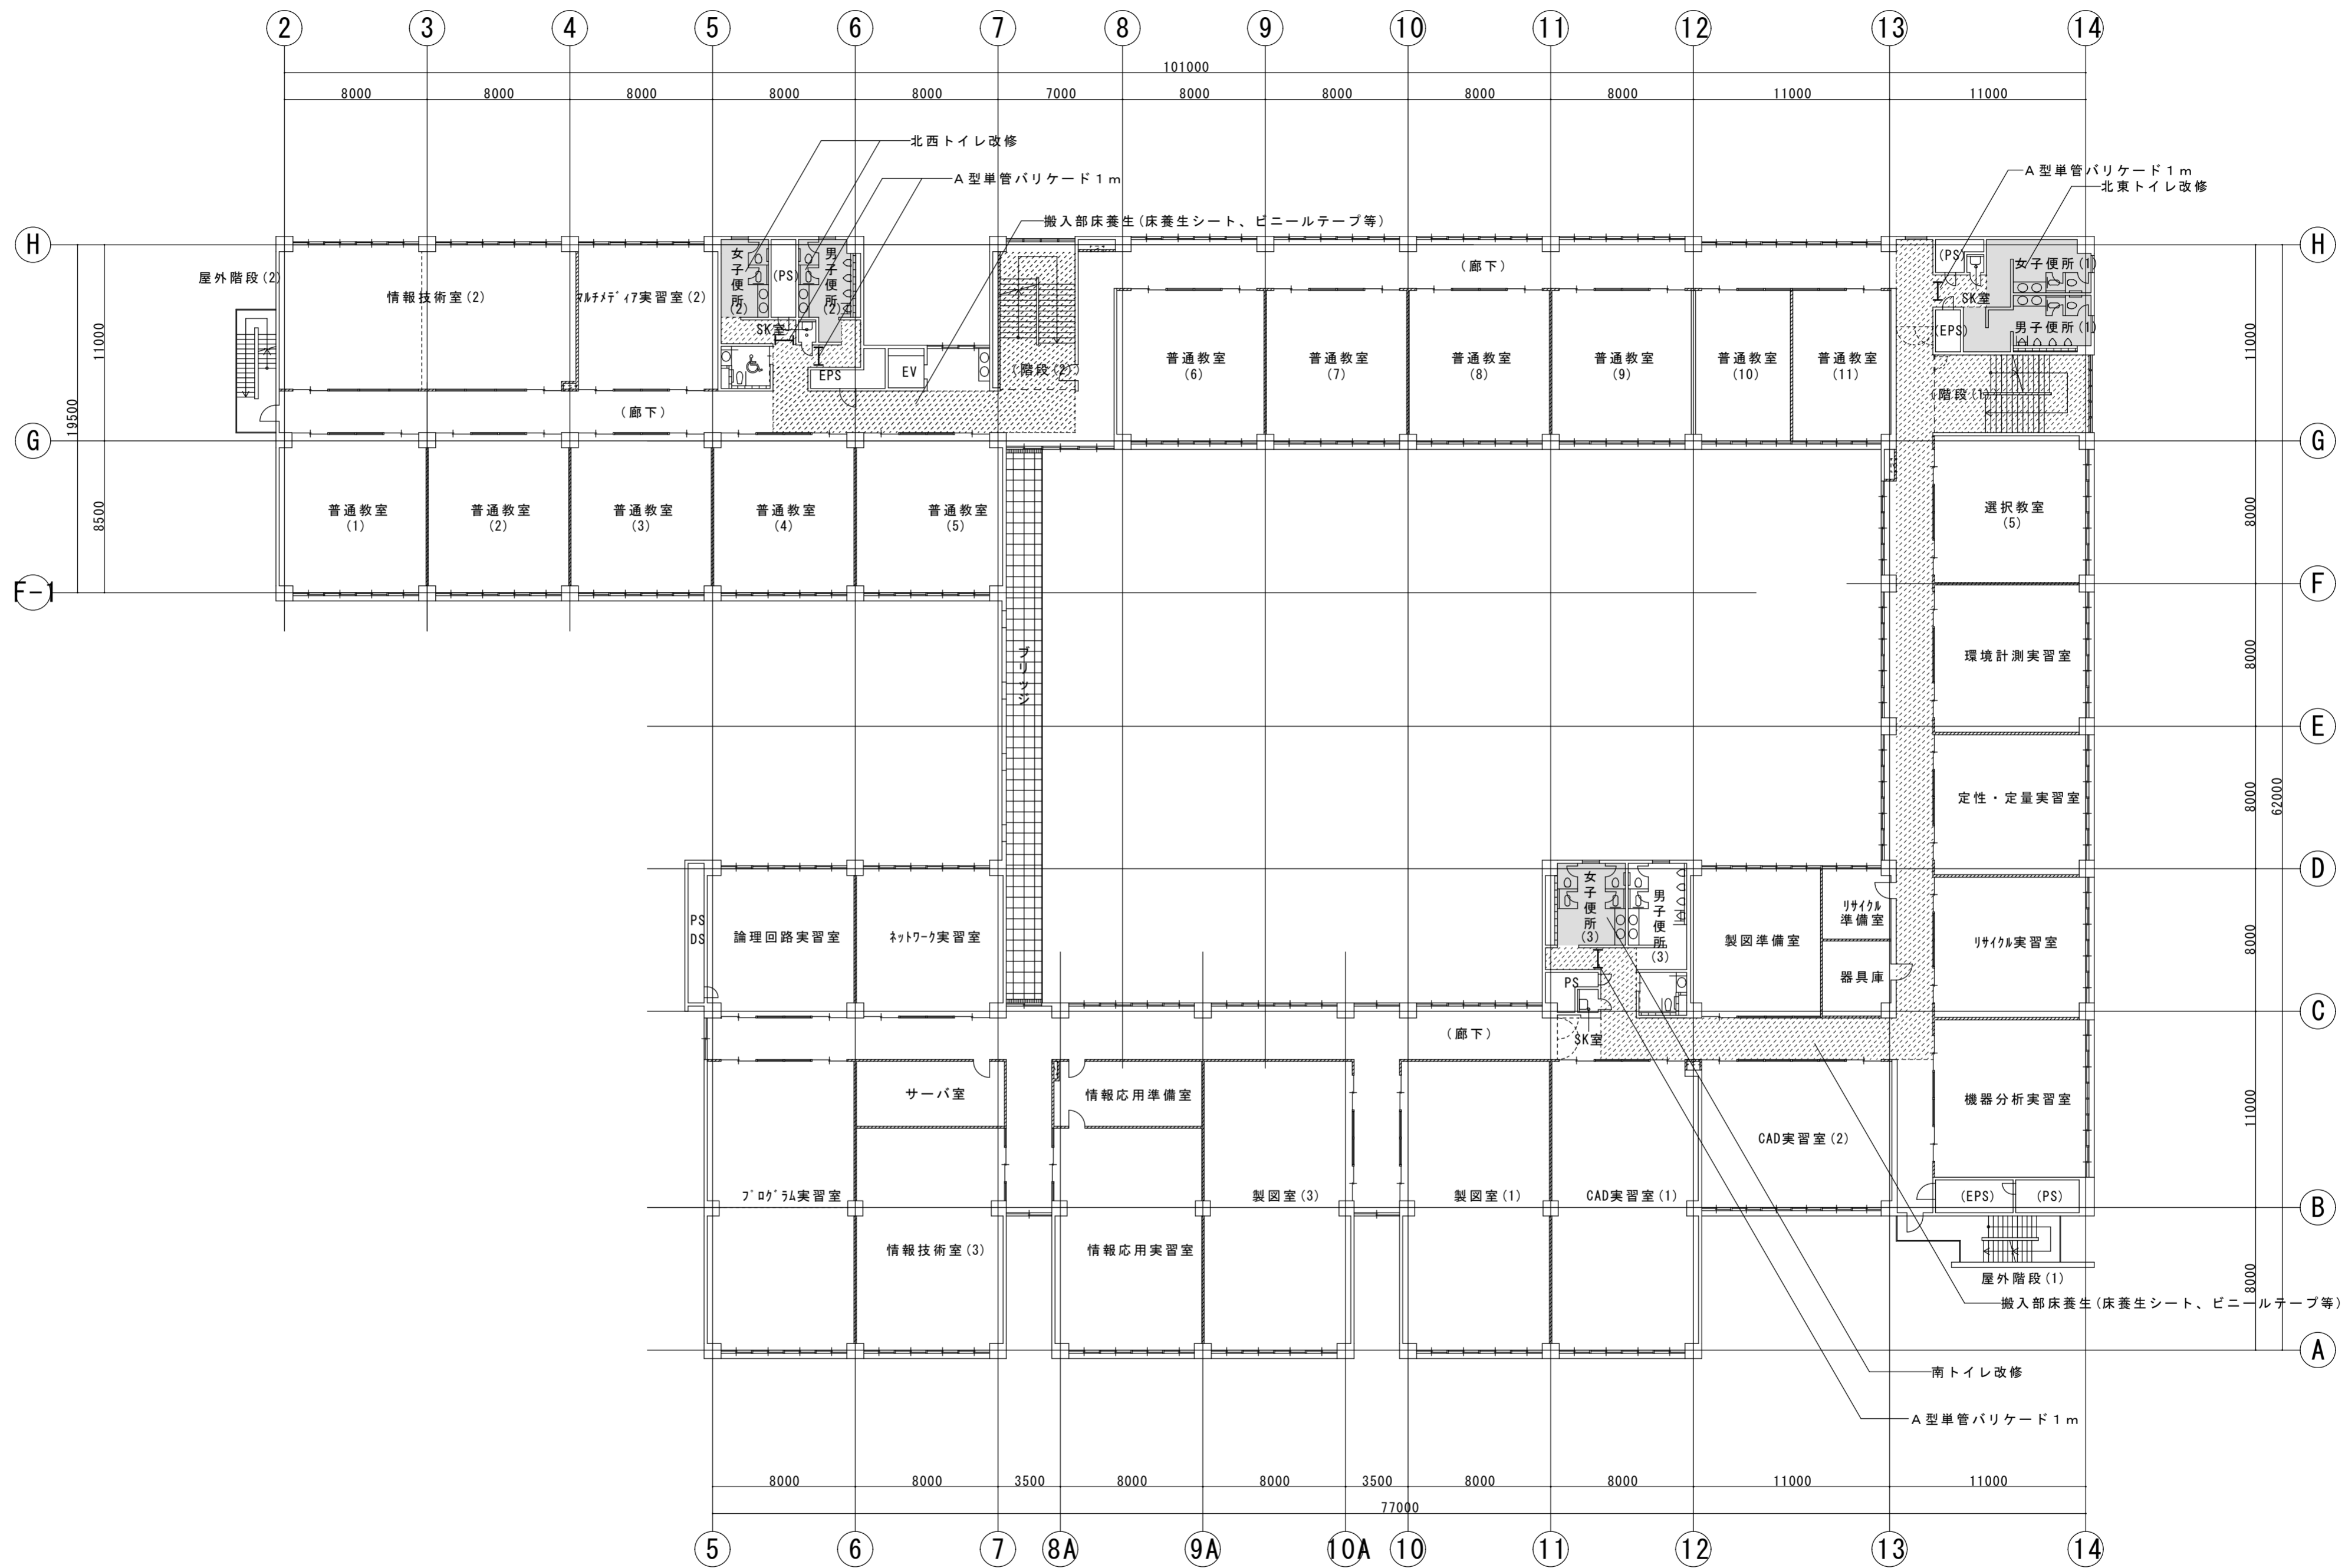 2 3 4 5 6 7 8 9 10 11 12 13 14
101000
8000 8000 8000 8000 8000 7000 8000 8000 8000 8000 11000 11000
北西トイレ改修
A型単管バリケード1m
搬入部床養生(床養生シート、ビニールテープ等)
A型単管バリケード1m
北東トイレ改修
H
H
屋外階段(2)
情報技術室(2)
マルチメディア実習室(2)
女子便所
(2)
(PS)
男子便所
(2)
SK室
EPS
EV
(階段(2))
(廊下)
(廊下)
普通教室
(6)
普通教室
(7)
普通教室
(8)
普通教室
(9)
普通教室
(10)
普通教室
(11)
(PS)
女子便所(1)
SK室
(EPS)
男子便所(1)
(階段(1))
11000
19500
8500
11000
G
G
普通教室
(1)
普通教室
(2)
普通教室
(3)
普通教室
(4)
普通教室
(5)
選択教室
(5)
8000
F-1
F
ブリッジ
環境計測実習室
8000
E
定性・定量実習室
8000
62000
D
PS
DS
論理回路実習室
ネットワーク実習室
女子便所
(3)
男子便所
(3)
製図準備室
リサイクル
準備室
器具庫
リサイクル実習室
8000
PS
SK室
(廊下)
C
サーバ室
情報応用準備室
機器分析実習室
11000
CAD実習室(2)
プログラム実習室
製図室(3)
製図室(1)
CAD実習室(1)
(EPS)
(PS)
B
情報技術室(3)
情報応用実習室
屋外階段(1)
8000
搬入部床養生(床養生シート、ビニールテープ等)
A
南トイレ改修
A型単管バリケード1m
8000 8000 3500 8000 8000 3500 8000 8000 11000 11000
77000
5 6 7 8A 9A 10A 10 11 12 13 14